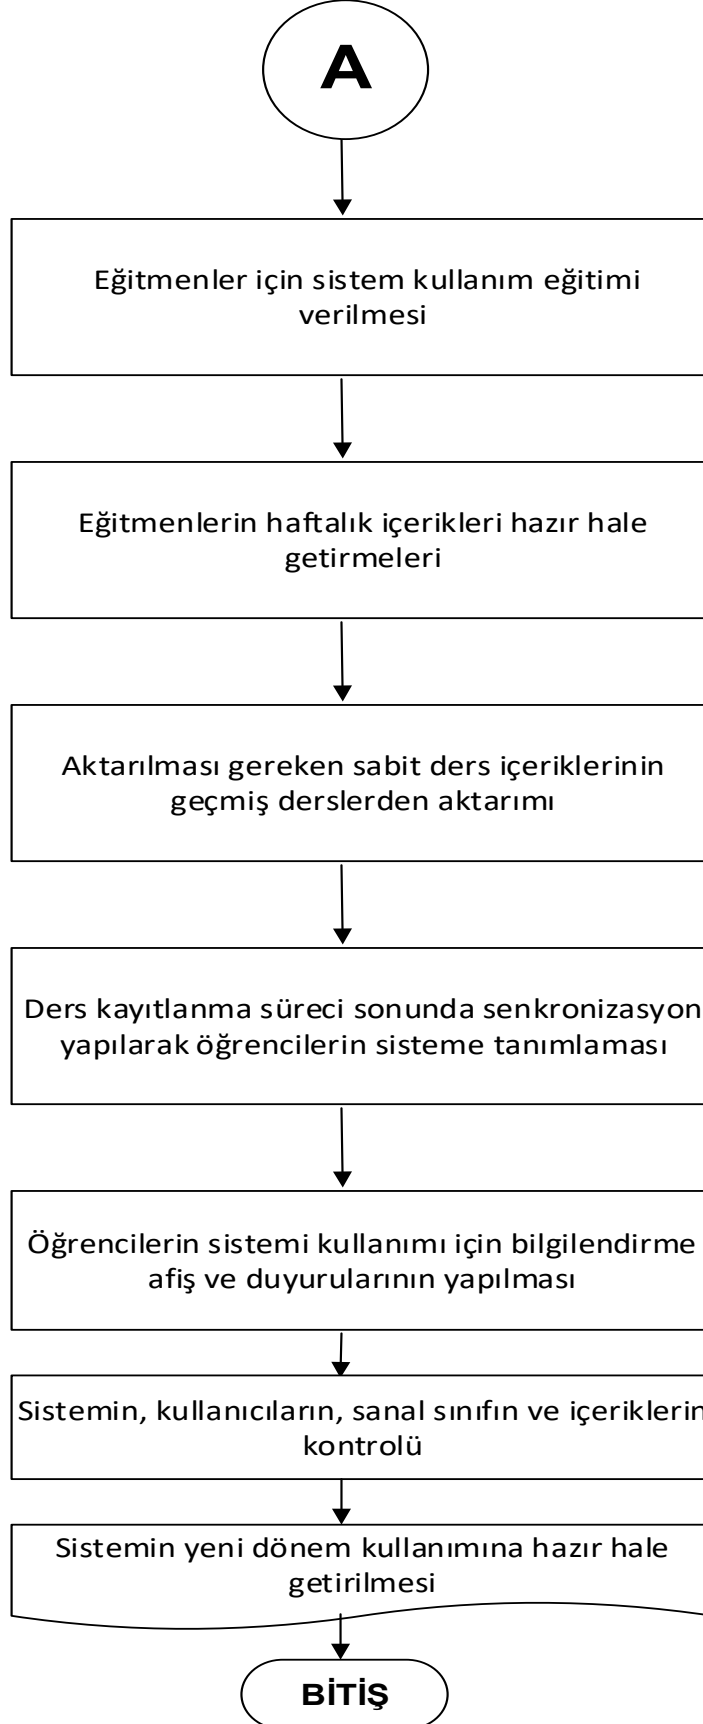 A
Eğitmenler için sistem kullanım eğitimi
verilmesi
Eğitmenlerin haftalık içerikleri hazır hale
getirmeleri
Aktarılması gereken sabit ders içeriklerinin
geçmiş derslerden aktarımı
Ders kayıtlanma süreci sonunda senkronizasyon
yapılarak öğrencilerin sisteme tanımlaması
Öğrencilerin sistemi kullanımı için bilgilendirme
afiş ve duyurularının yapılması
Sistemin, kullanıcıların, sanal sınıfın ve içeriklerin
kontrolü
Sistemin yeni dönem kullanımına hazır hale
getirilmesi
BİTİŞ